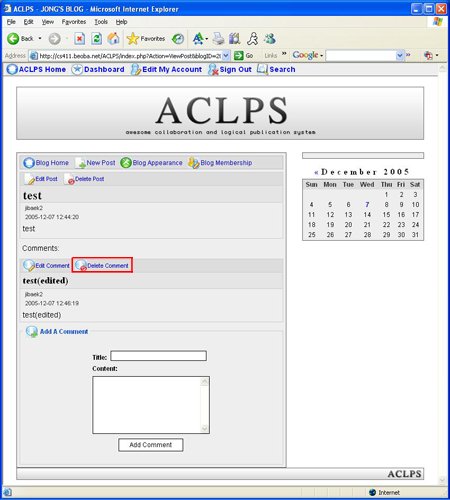 ACLPS - JONG'S BLOG - Microsoft Internet Explorer
File Edit View Favorites Tools Help
Back Search Favorites
Address http://cs411.beoba.net/ACLPS/index.php?Action=ViewPost&blogID=2 Go Links » Google »
ACLPS Home Dashboard Edit My Account Sign Out Search
ACLPS
awesome collaboration and logical publication system
Blog Home New Post Blog Appearance Blog Membership
Edit Post Delete Post
test
jibaek2
2005-12-07 12:44:20
test
Comments:
Edit Comment Delete Comment
test(edited)
jibaek2
2005-12-07 12:46:19
test(edited)
Add A Comment
Title:
Content:
Add Comment
« December 2005
Sun Mon Tue Wed Thu Fri Sat
1 2 3
4 5 6 7 8 9 10
11 12 13 14 15 16 17
18 19 20 21 22 23 24
25 26 27 28 29 30 31
ACLPS
Internet